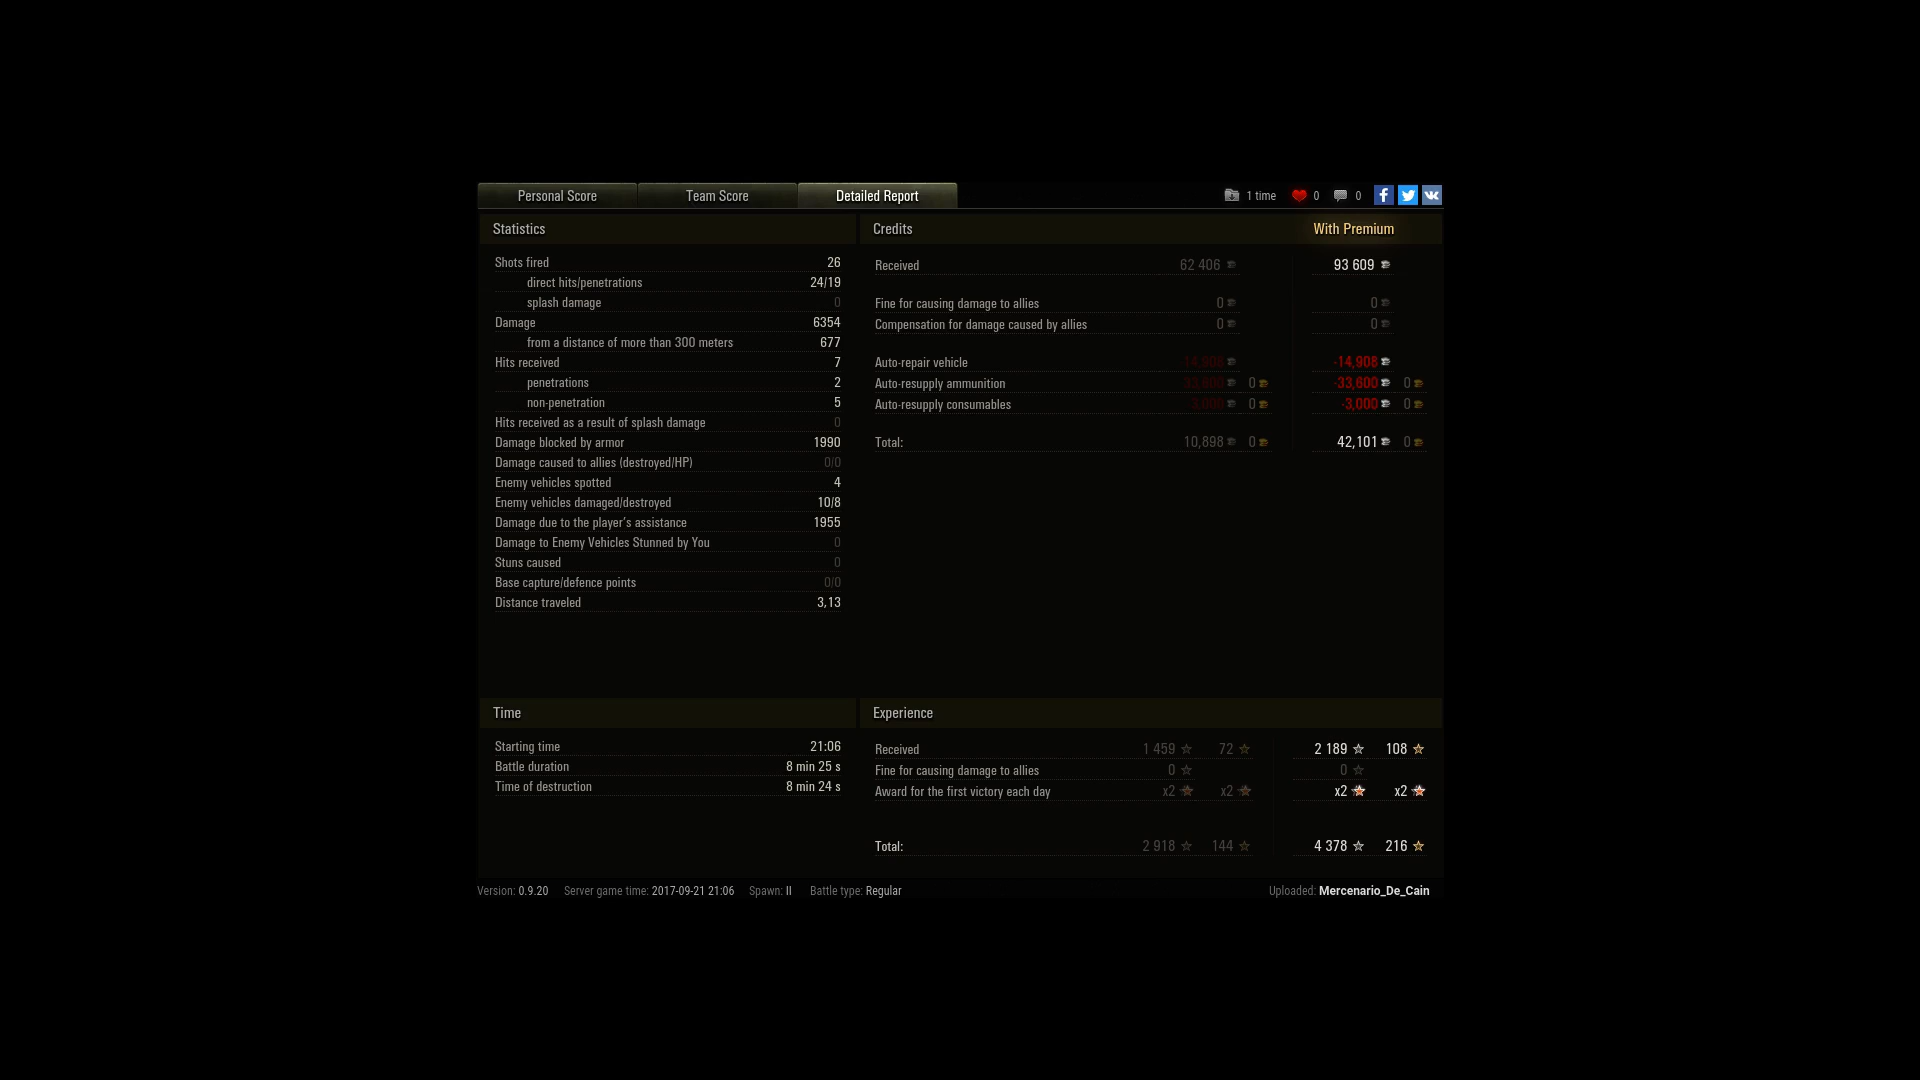 Personal Score Team Score Detailed Report 1 time 0 0
Statistics
Shots fired 26
direct hits/penetrations 24/19
splash damage 0
Damage 6354
from a distance of more than 300 meters 677
Hits received 7
penetrations 2
non-penetration 5
Hits received as a result of splash damage 0
Damage blocked by armor 1990
Damage caused to allies (destroyed/HP) 0/0
Enemy vehicles spotted 4
Enemy vehicles damaged/destroyed 10/8
Damage due to the player's assistance 1955
Damage to Enemy Vehicles Stunned by You 0
Stuns caused 0
Base capture/defence points 0/0
Distance traveled 3,13
Credits With Premium
Received 62 406 93 609
Fine for causing damage to allies 0 0
Compensation for damage caused by allies 0 0
Auto-repair vehicle -14,908 -14,908
Auto-resupply ammunition -33,600 0 -33,600 0
Auto-resupply consumables -3,000 0 -3,000 0
Total: 10,898 0 42,101 0
Time
Starting time 21:06
Battle duration 8 min 25 s
Time of destruction 8 min 24 s
Experience
Received 1 459 72 2 189 108
Fine for causing damage to allies 0 0
Award for the first victory each day x2 x2 x2 x2
Total: 2 918 144 4 378 216
Version: 0.9.20 Server game time: 2017-09-21 21:06 Spawn: II Battle type: Regular Uploaded: Mercenario_De_Cain